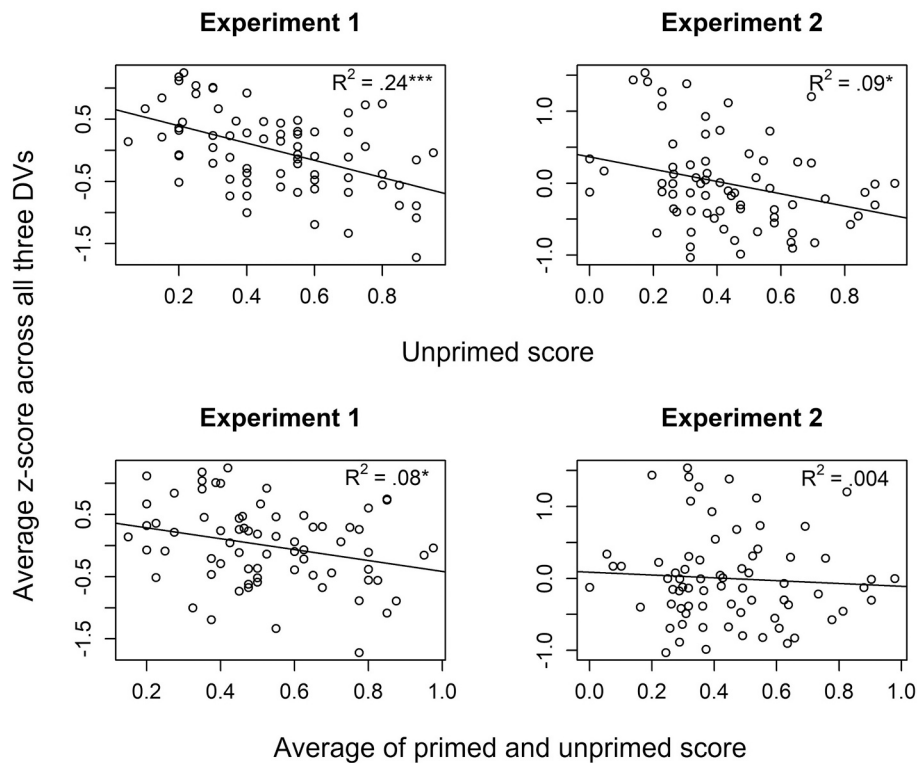 Experiment 1
Experiment 2
R² = .24***
R² = .09*
0.5
-0.5
-1.5
1.0
0.0
-1.0
0.2 0.4 0.6 0.8
0.0 0.2 0.4 0.6 0.8
Unprimed score
Average z-score across all three DVs
Experiment 1
Experiment 2
R² = .08*
R² = .004
0.5
-0.5
-1.5
1.0
0.0
-1.0
0.2 0.4 0.6 0.8 1.0
0.0 0.2 0.4 0.6 0.8 1.0
Average of primed and unprimed score